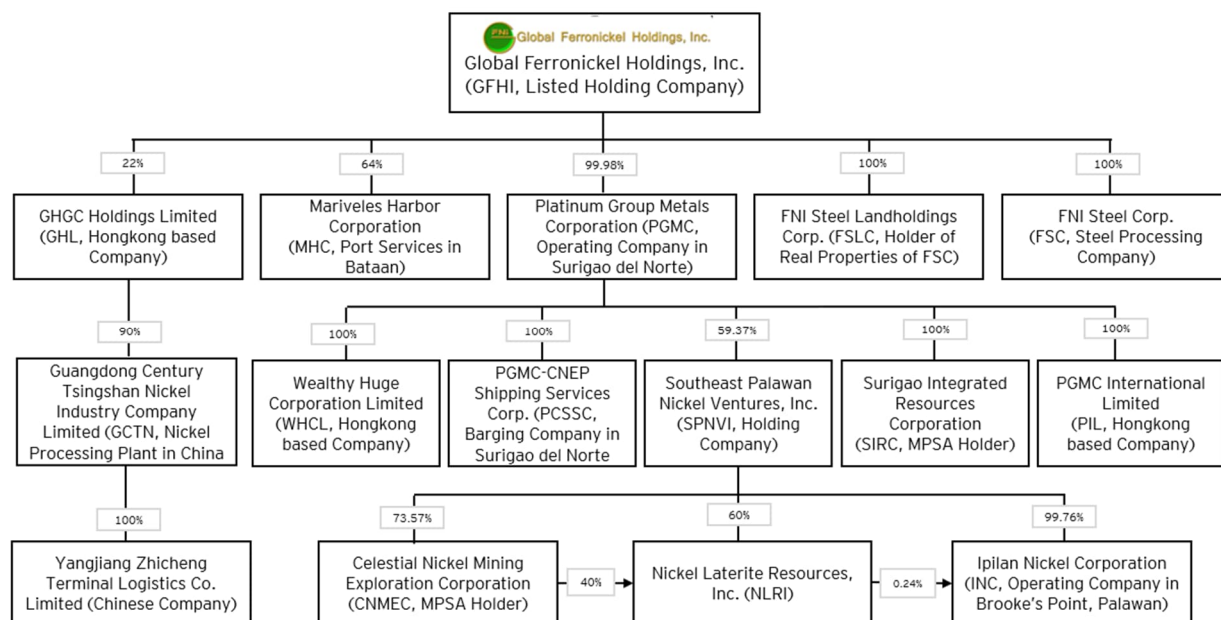 FNI Global Ferronickel Holdings, Inc.
Global Ferronickel Holdings, Inc.
(GFHI, Listed Holding Company)
22%
64%
99.98%
100%
100%
GHGC Holdings Limited
(GHL, Hongkong based
Company)
Mariveles Harbor
Corporation
(MHC, Port Services in
Bataan)
Platinum Group Metals
Corporation (PGMC,
Operating Company in
Surigao del Norte)
FNI Steel Landholdings
Corp. (FSLC, Holder of
Real Properties of FSC)
FNI Steel Corp.
(FSC, Steel Processing
Company)
90%
100%
100%
59.37%
100%
100%
Guangdong Century
Tsingshan Nickel
Industry Company
Limited (GCTN, Nickel
Processing Plant in China
Wealthy Huge
Corporation Limited
(WHCL, Hongkong
based Company)
PGMC-CNEP
Shipping Services
Corp. (PCSSC,
Barging Company in
Surigao del Norte
Southeast Palawan
Nickel Ventures, Inc.
(SPNVI, Holding
Company)
Surigao Integrated
Resources
Corporation
(SIRC, MPSA Holder)
PGMC International
Limited
(PIL, Hongkong
based Company)
100%
73.57%
60%
99.76%
Yangjiang Zhicheng
Terminal Logistics Co.
Limited (Chinese Company)
Celestial Nickel Mining
Exploration Corporation
(CNMEC, MPSA Holder)
40%
Nickel Laterite Resources,
Inc. (NLRI)
0.24%
Ipilan Nickel Corporation
(INC, Operating Company in
Brooke's Point, Palawan)